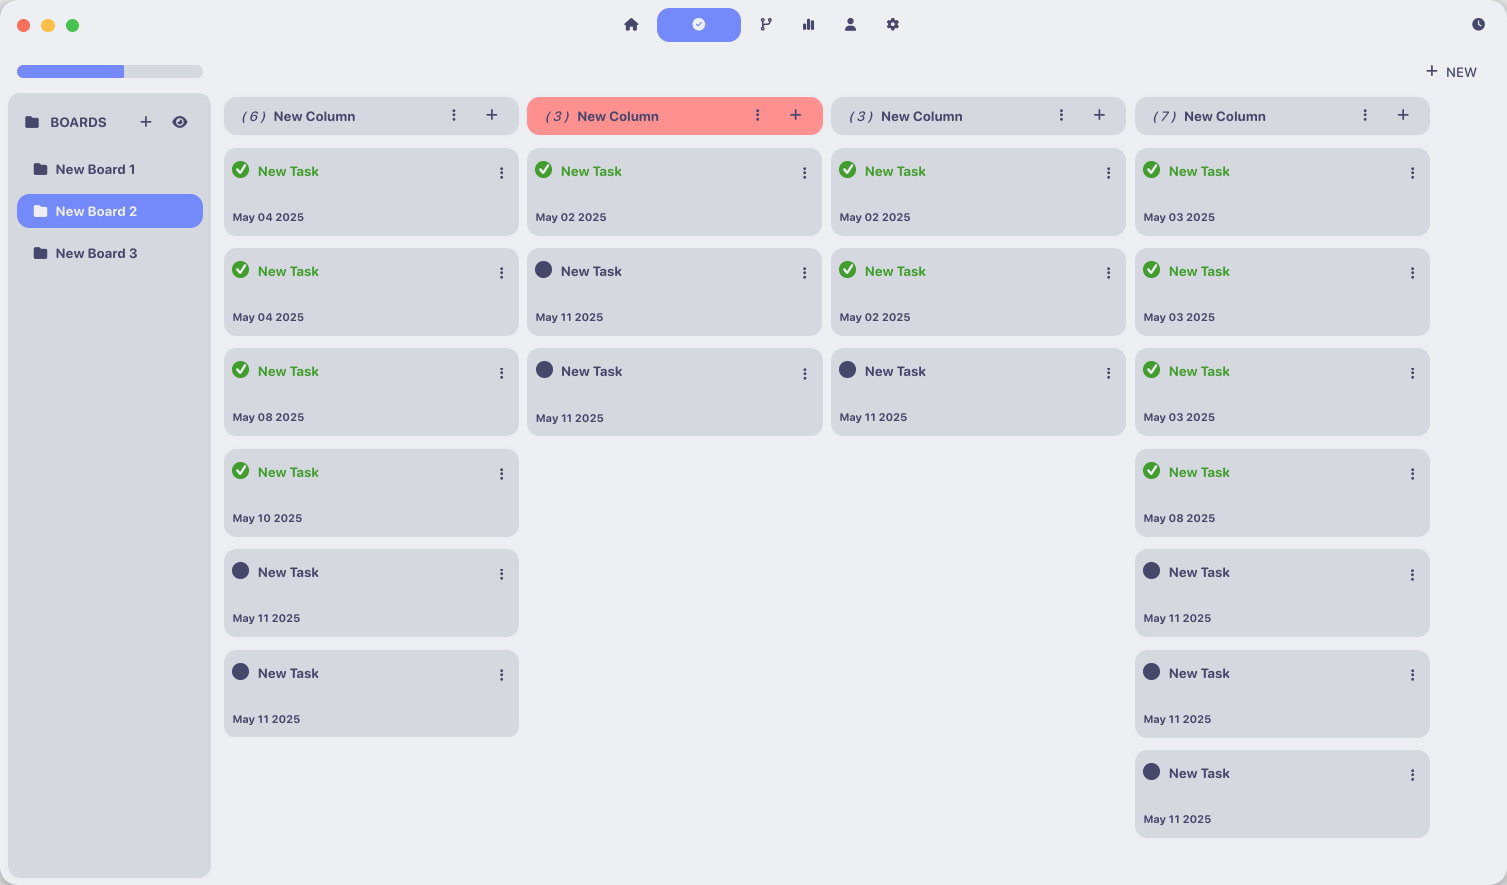 NEW
BOARDS
New Board 1
New Board 2
New Board 3
(6) New Column
New Task
May 04 2025
New Task
May 04 2025
New Task
May 08 2025
New Task
May 10 2025
New Task
May 11 2025
New Task
May 11 2025
(3) New Column
New Task
May 02 2025
New Task
May 11 2025
New Task
May 11 2025
(3) New Column
New Task
May 02 2025
New Task
May 02 2025
New Task
May 11 2025
(7) New Column
New Task
May 03 2025
New Task
May 03 2025
New Task
May 03 2025
New Task
May 08 2025
New Task
May 11 2025
New Task
May 11 2025
New Task
May 11 2025